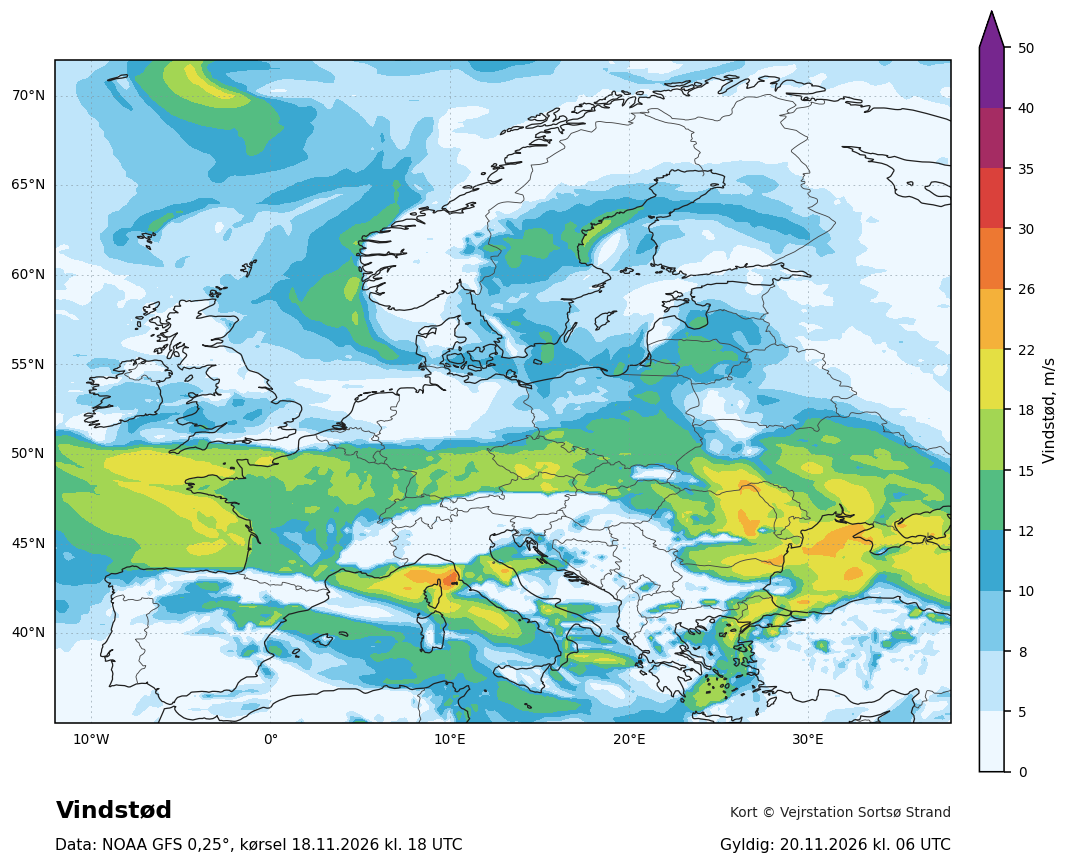 50
40
35
30
26
22
18
15
12
10
8
5
0
Vindstød, m/s
70°N
65°N
60°N
55°N
50°N
45°N
40°N
10°W
0°
10°E
20°E
30°E
Vindstød
Kort © Vejrstation Sortsø Strand
Data: NOAA GFS 0,25°, kørsel 18.11.2026 kl. 18 UTC
Gyldig: 20.11.2026 kl. 06 UTC